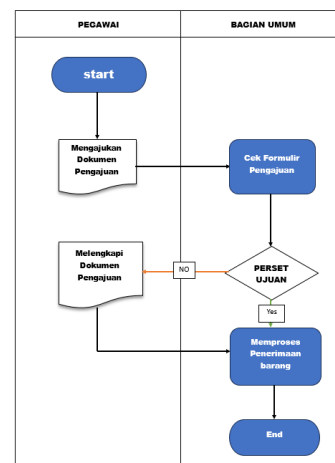 PEGAWAI
BAGIAN UMUM
start
Mengajukan
Dokumen
Pengajuan
Cek Formulir
Pengajuan
Melengkapi
Dokumen
Pengajuan
NO
PERSET
UJUAN
Yes
Memproses
Penerimaan
barang
End